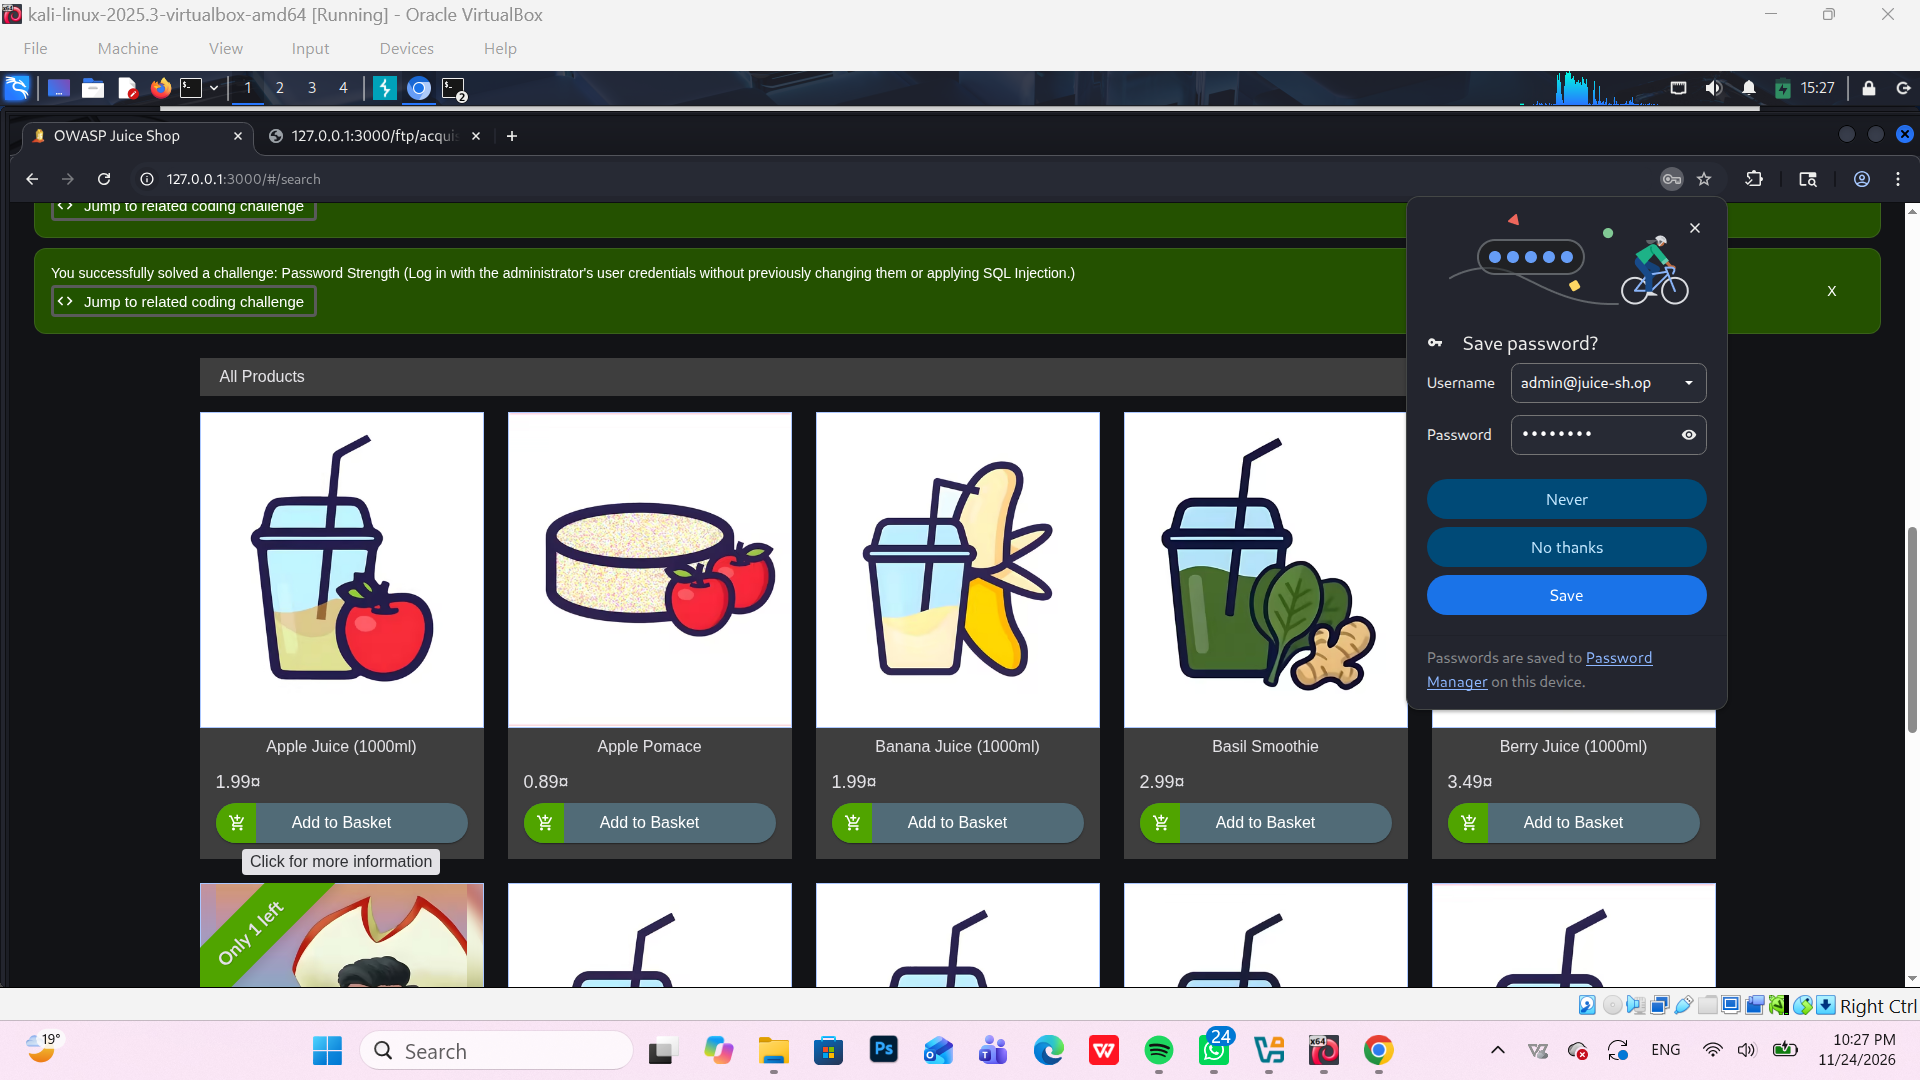 kali-linux-2025.3-virtualbox-amd64 [Running] - Oracle VirtualBox
File Machine View Input Devices Help
1 2 3 4 2 15:27
OWASP Juice Shop 127.0.0.1:3000/ftp/acquis
127.0.0.1:3000/#/search
Jump to related coding challenge
You successfully solved a challenge: Password Strength (Log in with the administrator's user credentials without previously changing them or applying SQL Injection.)
Jump to related coding challenge
X
Save password?
Username admin@juice-sh.op
Password ••••••••
Never
No thanks
Save
Passwords are saved to Password
Manager on this device.
All Products
Apple Juice (1000ml) Apple Pomace Banana Juice (1000ml) Basil Smoothie Berry Juice (1000ml)
1.99¤ 0.89¤ 1.99¤ 2.99¤ 3.49¤
Add to Basket Add to Basket Add to Basket Add to Basket Add to Basket
Click for more information
Only 1 left
Right Ctrl
19° Search Ps 24 x64 ENG 10:27 PM
11/24/2026